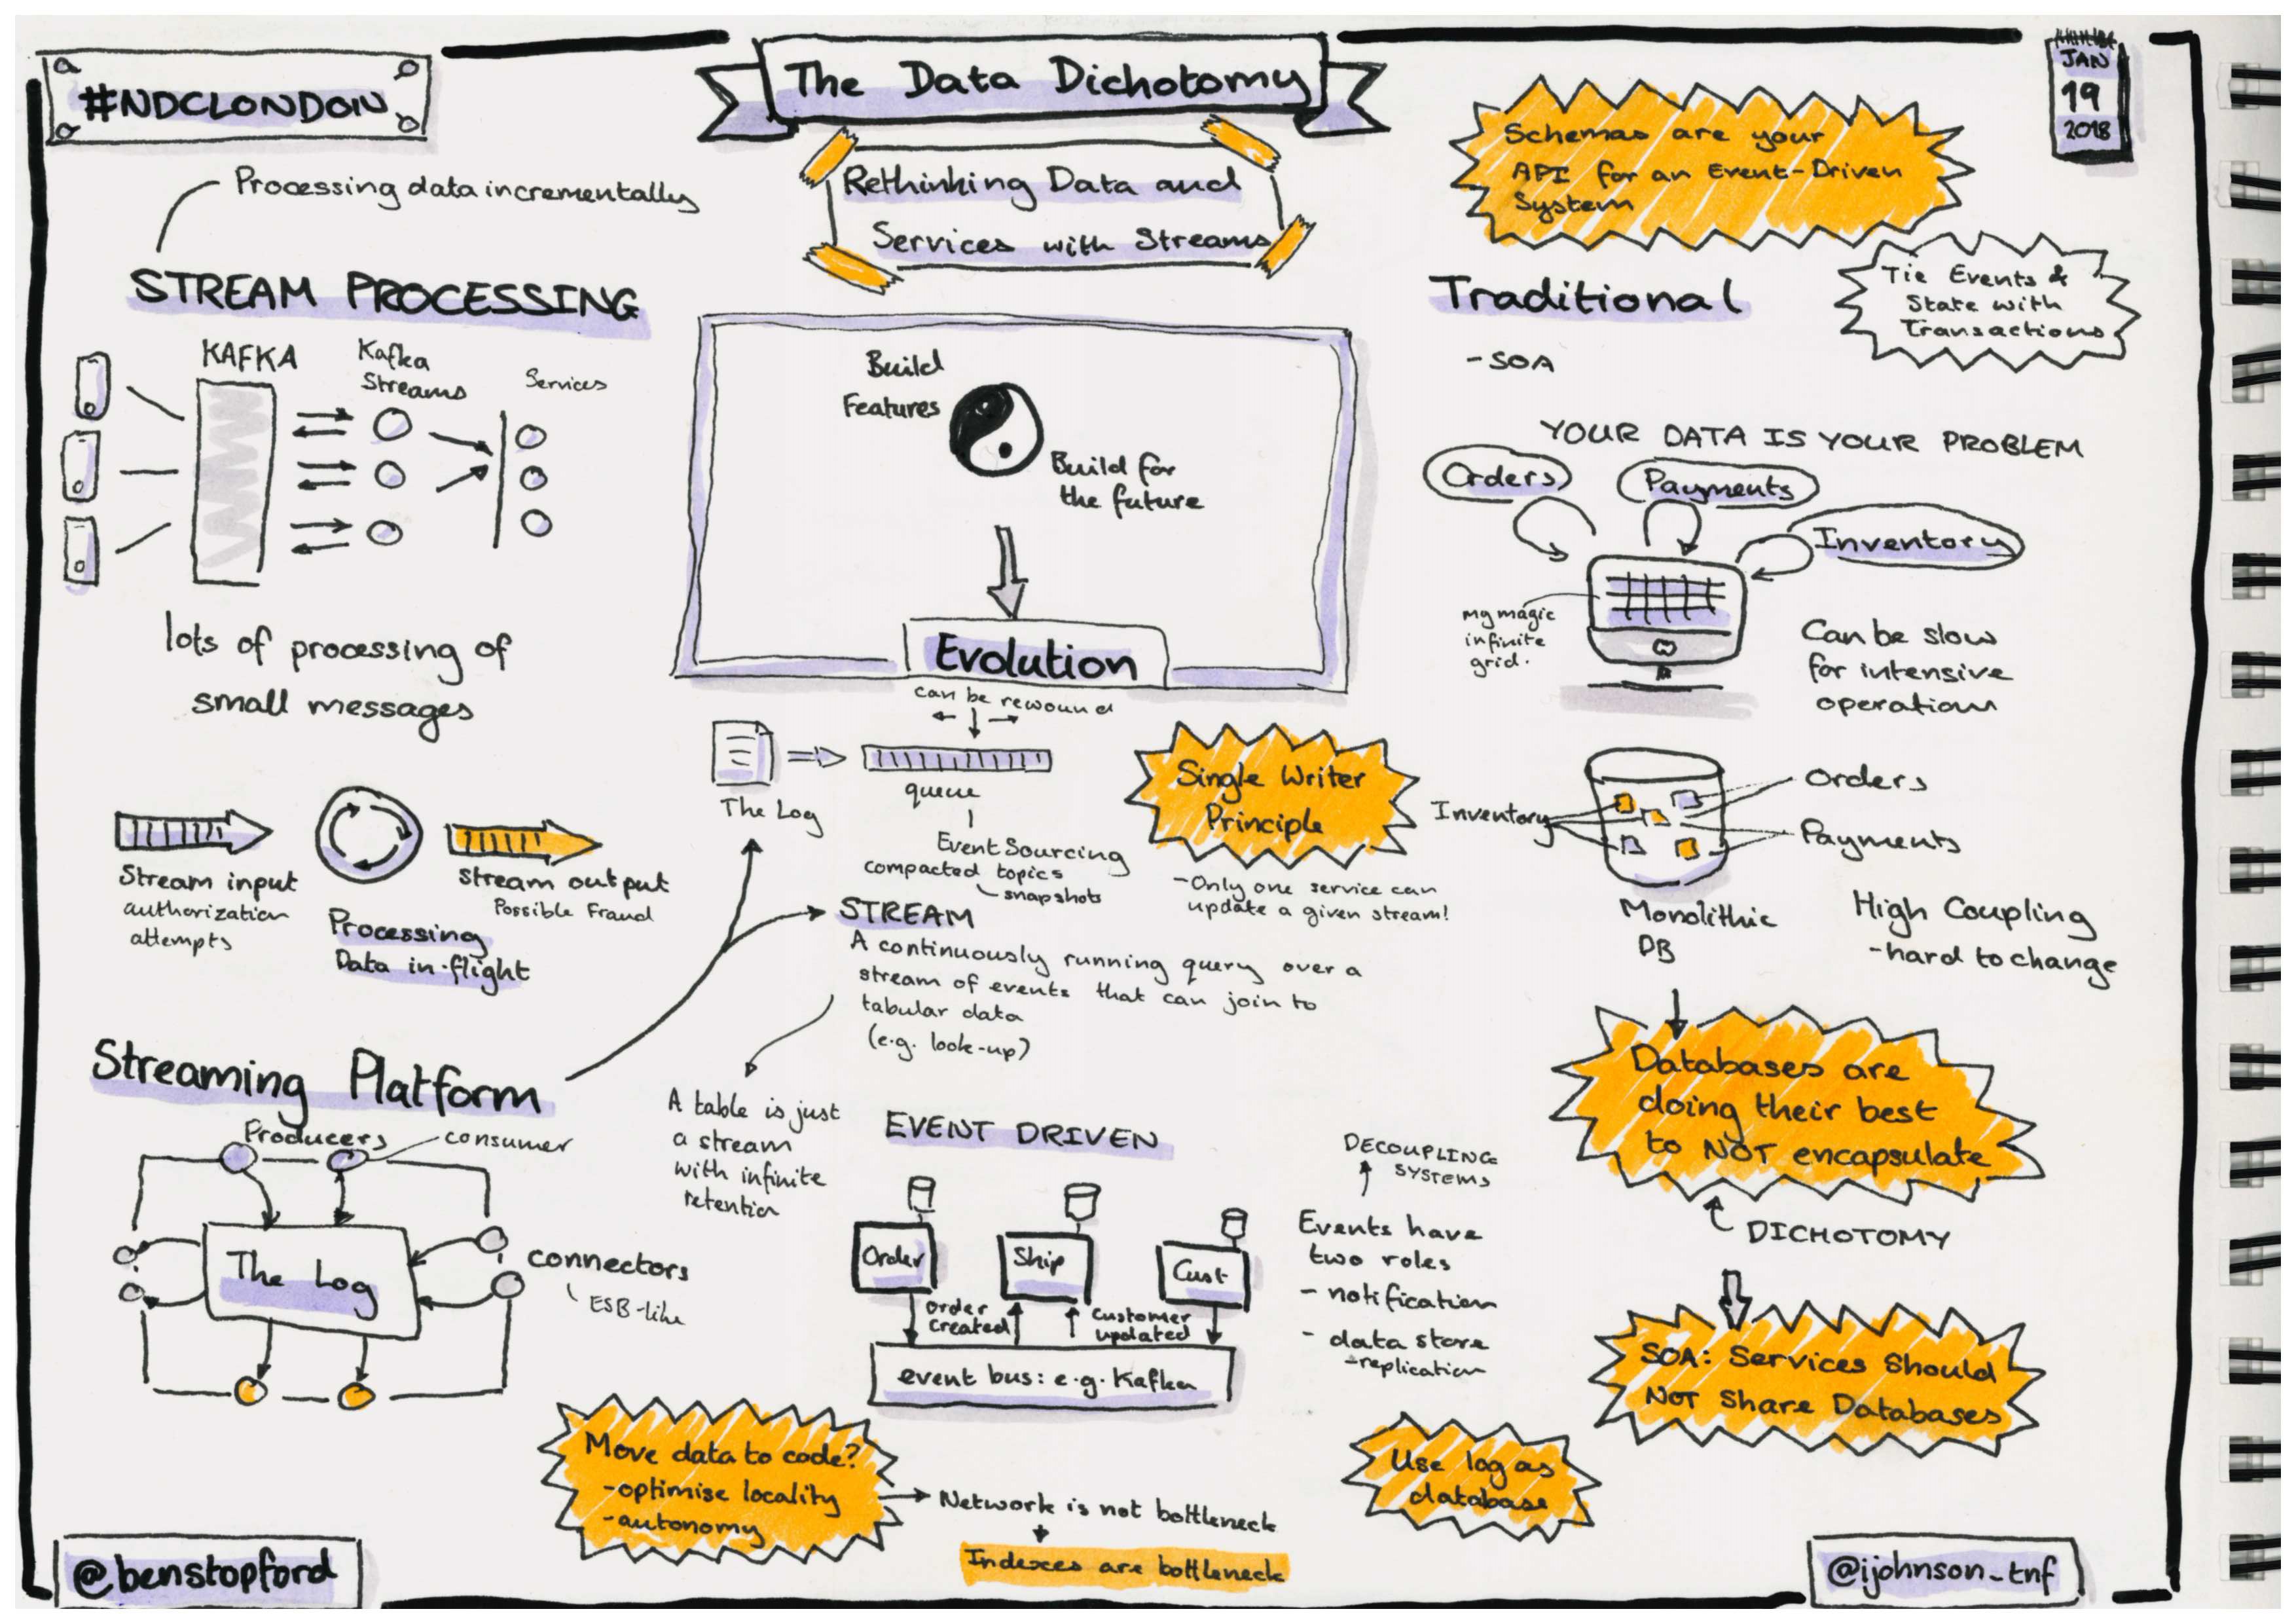 #NDCLONDON
The Data Dichotomy
JAN
19
2018
Rethinking Data and
Services with Streams
Processing data incrementally
STREAM PROCESSING
KAFKA
Kafka
Streams
Services
lots of processing of
small messages
Stream input
authorization
attempts
Processing
Data in-flight
Stream output
Possible Fraud
Streaming Platform
Producers
consumer
The Log
connectors
ESB-like
Build
Features
Build for
the future
Evolution
can be rewound
The Log
queue
Event Sourcing
compacted topics
snapshots
Single Writer
Principle
-Only one service can
update a given stream!
STREAM
A continuously running query over a
stream of events that can join to
tabular data
(e.g. look-up)
A table is just
a stream
with infinite
retention
EVENT DRIVEN
Order
Ship
Cust
order
created
Customer
updated
event bus: e.g. Kafka
DECOUPLING
SYSTEMS
Events have
two roles
- notification
- data store
-replication
Move data to code?
-optimise locality
-autonomy
Network is not bottleneck
Indexes are bottleneck
Use log as
database
Schemas are your
API for an Event-Driven
System
Tie Events &
State with
Transactions
Traditional
-SOA
YOUR DATA IS YOUR PROBLEM
Orders
Payments
Inventory
my magic
infinite
grid.
Can be slow
for intensive
operation
Inventory
Orders
Payments
Monolithic
DB
High Coupling
-hard to change
Databases are
doing their best
to NOT encapsulate
DICHOTOMY
SOA: Services Should
NOT Share Databases
@benstopford
@ijohnson_tnf